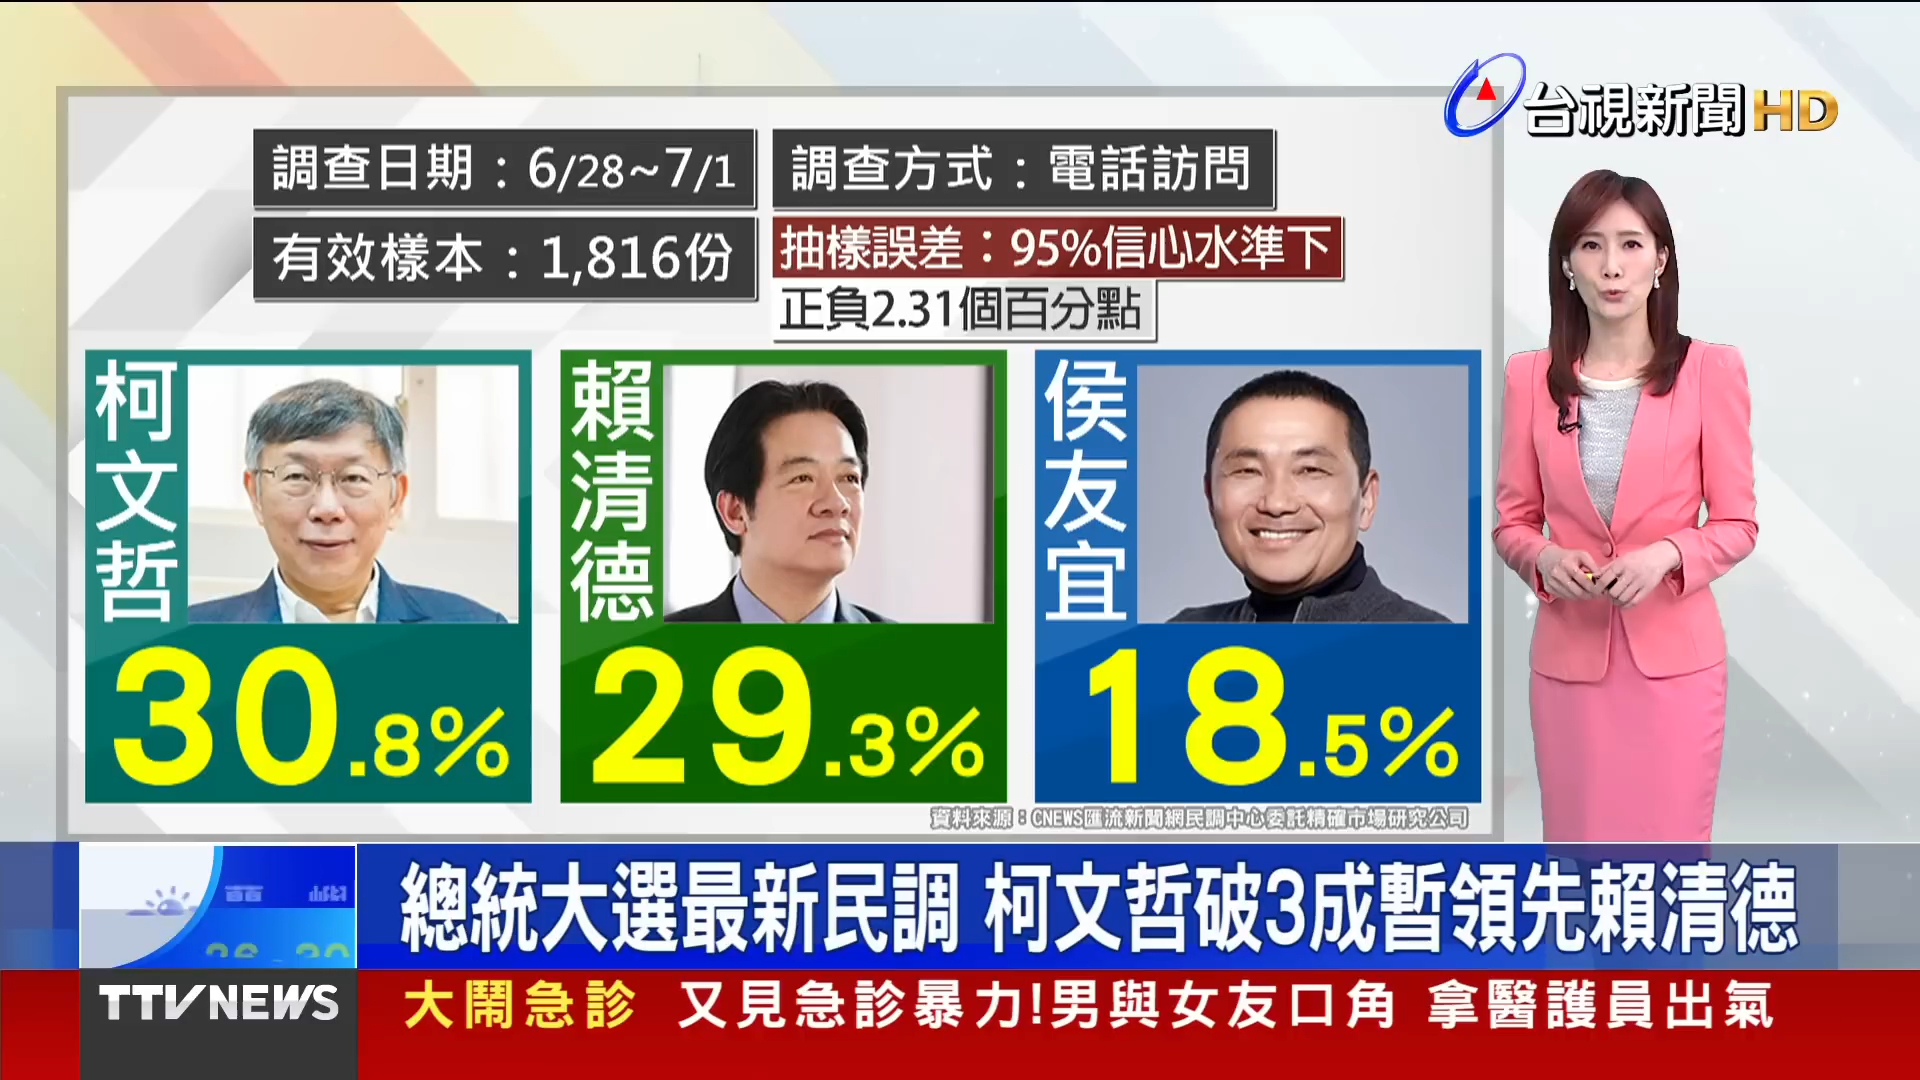 台視新聞HD
調查日期：6/28~7/1
調查方式：電話訪問
有效樣本：1,816份
抽樣誤差：95%信心水準下
正負2.31個百分點
柯文哲
30.8%
賴清德
29.3%
侯友宜
18.5%
資料來源：CNEWS匯流新聞網民調中心委託精確市場研究公司
總統大選最新民調 柯文哲破3成暫領先賴清德
TTV NEWS
大鬧急診 又見急診暴力!男與女友口角 拿醫護員出氣